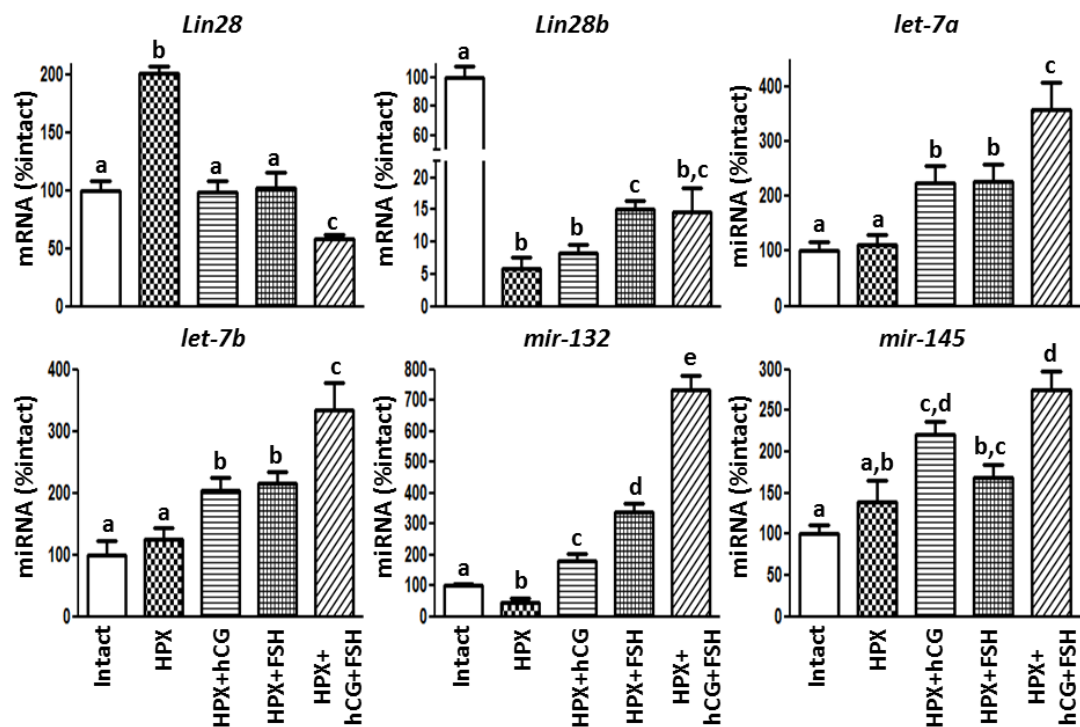 Lin28
mRNA (%intact)
200
150
100
50
0
a
b
a
a
c
Lin28b
mRNA (%intact)
100
80
60
20
15
10
5
0
a
b
b
c
b,c
let-7a
miRNA (%intact)
400
300
200
100
0
a
a
b
b
c
let-7b
miRNA (%intact)
400
300
200
100
0
a
a
b
b
c
Intact
HPX
HPX+hCG
HPX+FSH
HPX+
hCG+FSH
mir-132
miRNA (%intact)
800
700
600
500
400
300
200
100
0
a
b
c
d
e
Intact
HPX
HPX+hCG
HPX+FSH
HPX+
hCG+FSH
mir-145
miRNA (%intact)
300
250
200
150
100
50
0
a
a,b
c,d
b,c
d
Intact
HPX
HPX+hCG
HPX+FSH
HPX+
hCG+FSH